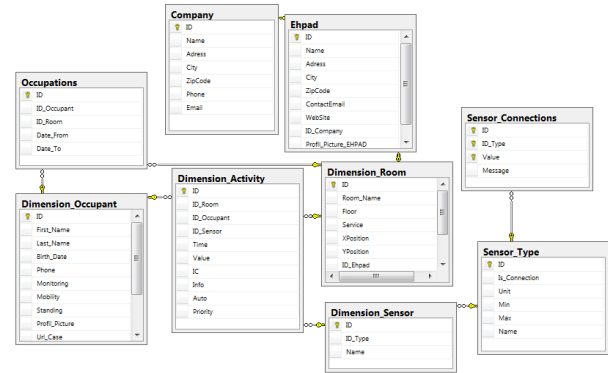 Company
ID
Name
Adress
City
ZipCode
Phone
Email
Ehpad
ID
Name
Adress
City
ZipCode
ContactEmail
WebSite
ID_Company
Profil_Picture_EHPAD
Occupations
ID
ID_Occupant
ID_Room
Date_From
Date_To
Sensor_Connections
ID
ID_Type
Value
Message
Dimension_Occupant
ID
First_Name
Last_Name
Birth_Date
Phone
Monitoring
Mobility
Standing
Profil_Picture
Url_Case
Dimension_Activity
ID
ID_Room
ID_Occupant
ID_Sensor
Time
Value
IC
Info
Auto
Priority
Dimension_Room
ID
Room_Name
Floor
Service
XPosition
YPosition
ID_Ehpad
Sensor_Type
ID
Is_Connection
Unit
Min
Max
Name
Dimension_Sensor
ID
ID_Type
Name